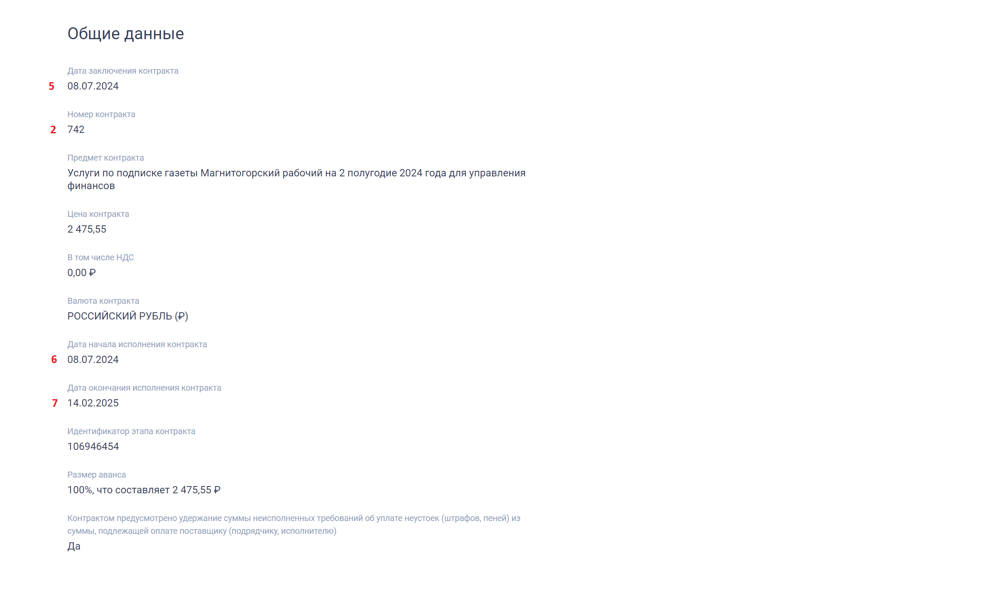 Общие данные
Дата заключения контракта
5 08.07.2024
Номер контракта
2 742
Предмет контракта
Услуги по подписке газеты Магнитогорский рабочий на 2 полугодие 2024 года для управления
финансов
Цена контракта
2 475,55
В том числе НДС
0,00 ₽
Валюта контракта
РОССИЙСКИЙ РУБЛЬ (₽)
Дата начала исполнения контракта
6 08.07.2024
Дата окончания исполнения контракта
7 14.02.2025
Идентификатор этапа контракта
106946454
Размер аванса
100%, что составляет 2 475,55 ₽
Контрактом предусмотрено удержание суммы неисполненных требований об уплате неустоек (штрафов, пеней) из
суммы, подлежащей оплате поставщику (подрядчику, исполнителю)
Да